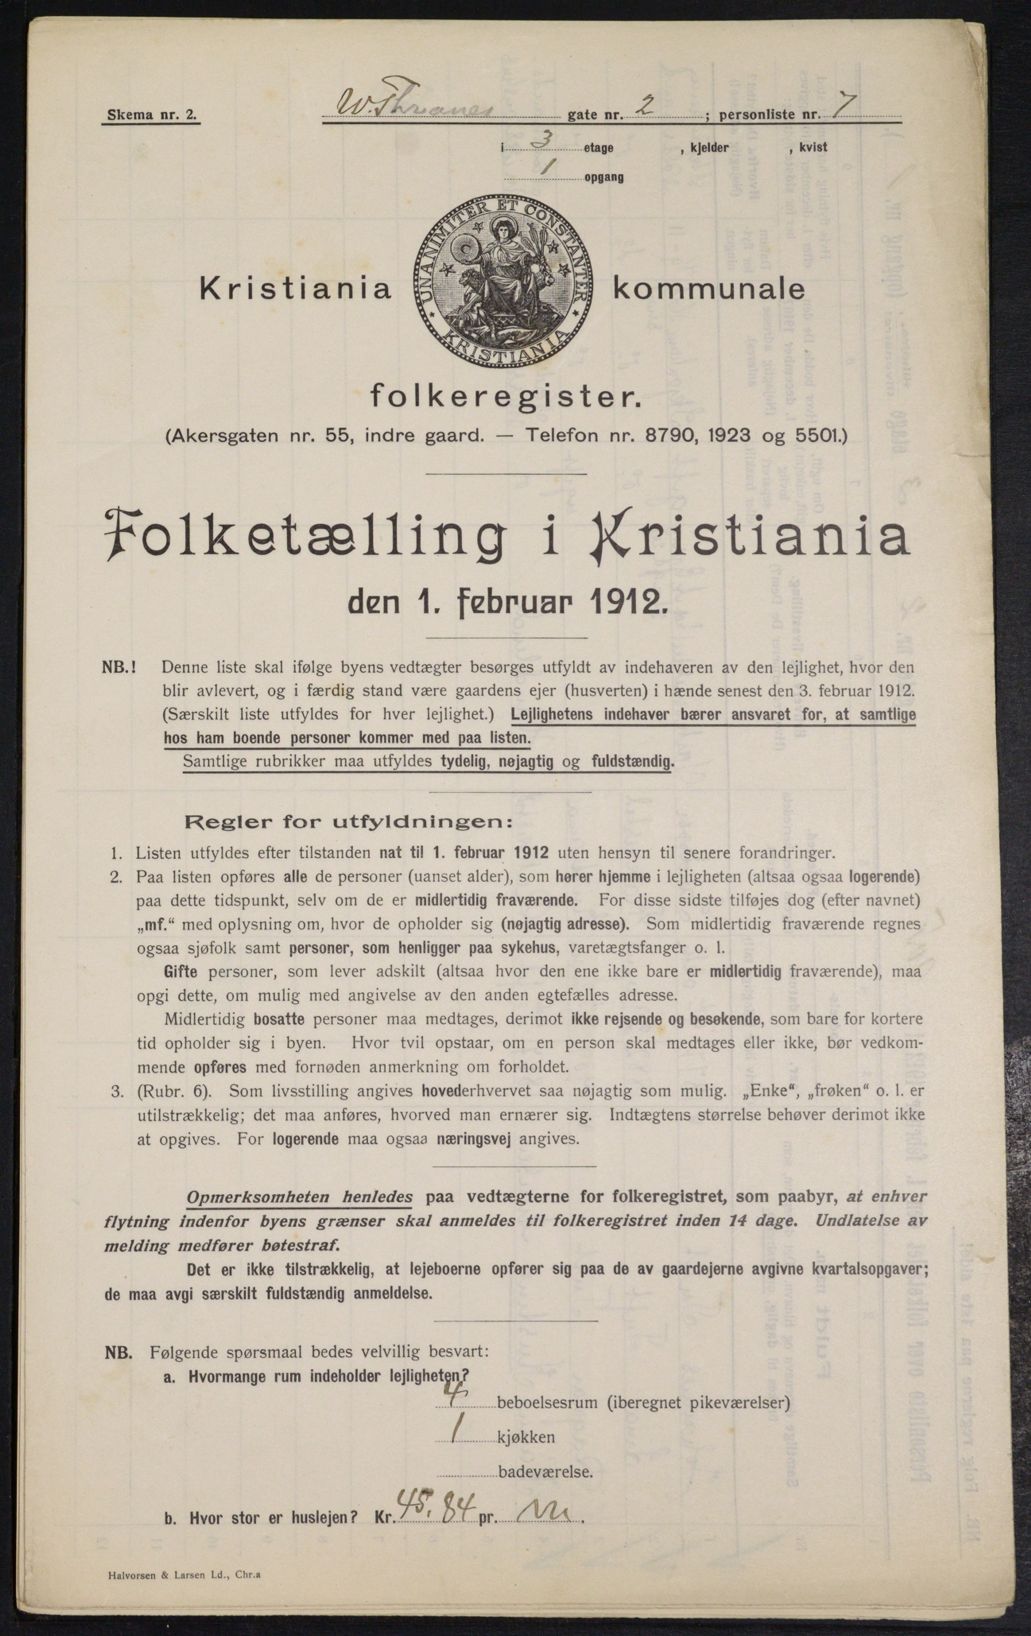 Skema nr. 2.
W. Thranes gate nr. 2 ; personliste nr. 7
i 3 etage , kjelder , kvist
1 opgang
UNANIMITER ET CONSTANTER
KRISTIANIA
Kristiania kommunale
folkeregister.
(Akersgaten nr. 55, indre gaard. — Telefon nr. 8790, 1923 og 5501.)
Folketælling i Kristiania
den 1. februar 1912.
NB.! Denne liste skal ifølge byens vedtægter besørges utfyldt av indehaveren av den lejlighet, hvor den
blir avlevert, og i færdig stand være gaardens ejer (husverten) i hænde senest den 3. februar 1912.
(Særskilt liste utfyldes for hver lejlighet.) Lejlighetens indehaver bærer ansvaret for, at samtlige
hos ham boende personer kommer med paa listen.
Samtlige rubrikker maa utfyldes tydelig, nøjagtig og fuldstændig.
Regler for utfyldningen:
1. Listen utfyldes efter tilstanden nat til 1. februar 1912 uten hensyn til senere forandringer.
2. Paa listen opføres alle de personer (uanset alder), som hører hjemme i lejligheten (altsaa ogsaa logerende)
paa dette tidspunkt, selv om de er midlertidig fraværende. For disse sidste tilføjes dog (efter navnet)
„mf.“ med oplysning om, hvor de opholder sig (nøjagtig adresse). Som midlertidig fraværende regnes
ogsaa sjøfolk samt personer, som henligger paa sykehus, varetægtsfanger o. l.
Gifte personer, som lever adskilt (altsaa hvor den ene ikke bare er midlertidig fraværende), maa
opgi dette, om mulig med angivelse av den anden egtefælles adresse.
Midlertidig bosatte personer maa medtages, derimot ikke rejsende og besøkende, som bare for kortere
tid opholder sig i byen. Hvor tvil opstaar, om en person skal medtages eller ikke, bør vedkom-
mende opføres med fornøden anmerkning om forholdet.
3. (Rubr. 6). Som livsstilling angives hovederhvervet saa nøjagtig som mulig. „Enke“, „frøken“ o. l. er
utilstrækkelig; det maa anføres, hvorved man ernærer sig. Indtægtens størrelse behøver derimot ikke
at opgives. For logerende maa ogsaa næringsvej angives.
Opmerksomheten henledes paa vedtægterne for folkeregistret, som paabyr, at enhver
flytning indenfor byens grænser skal anmeldes til folkeregistret inden 14 dage. Undlatelse av
melding medfører bøtestraf.
Det er ikke tilstrækkelig, at lejeboerne opfører sig paa de av gaardejerne avgivne kvartalsopgaver;
de maa avgi særskilt fuldstændig anmeldelse.
NB. Følgende spørsmaal bedes velvillig besvart:
a. Hvormange rum indeholder lejligheten?
4 beboelsesrum (iberegnet pikeværelser)
1 kjøkken
badeværelse.
b. Hvor stor er huslejen? Kr. 45,84 pr. m.
Halvorsen & Larsen Ld., Chr.a